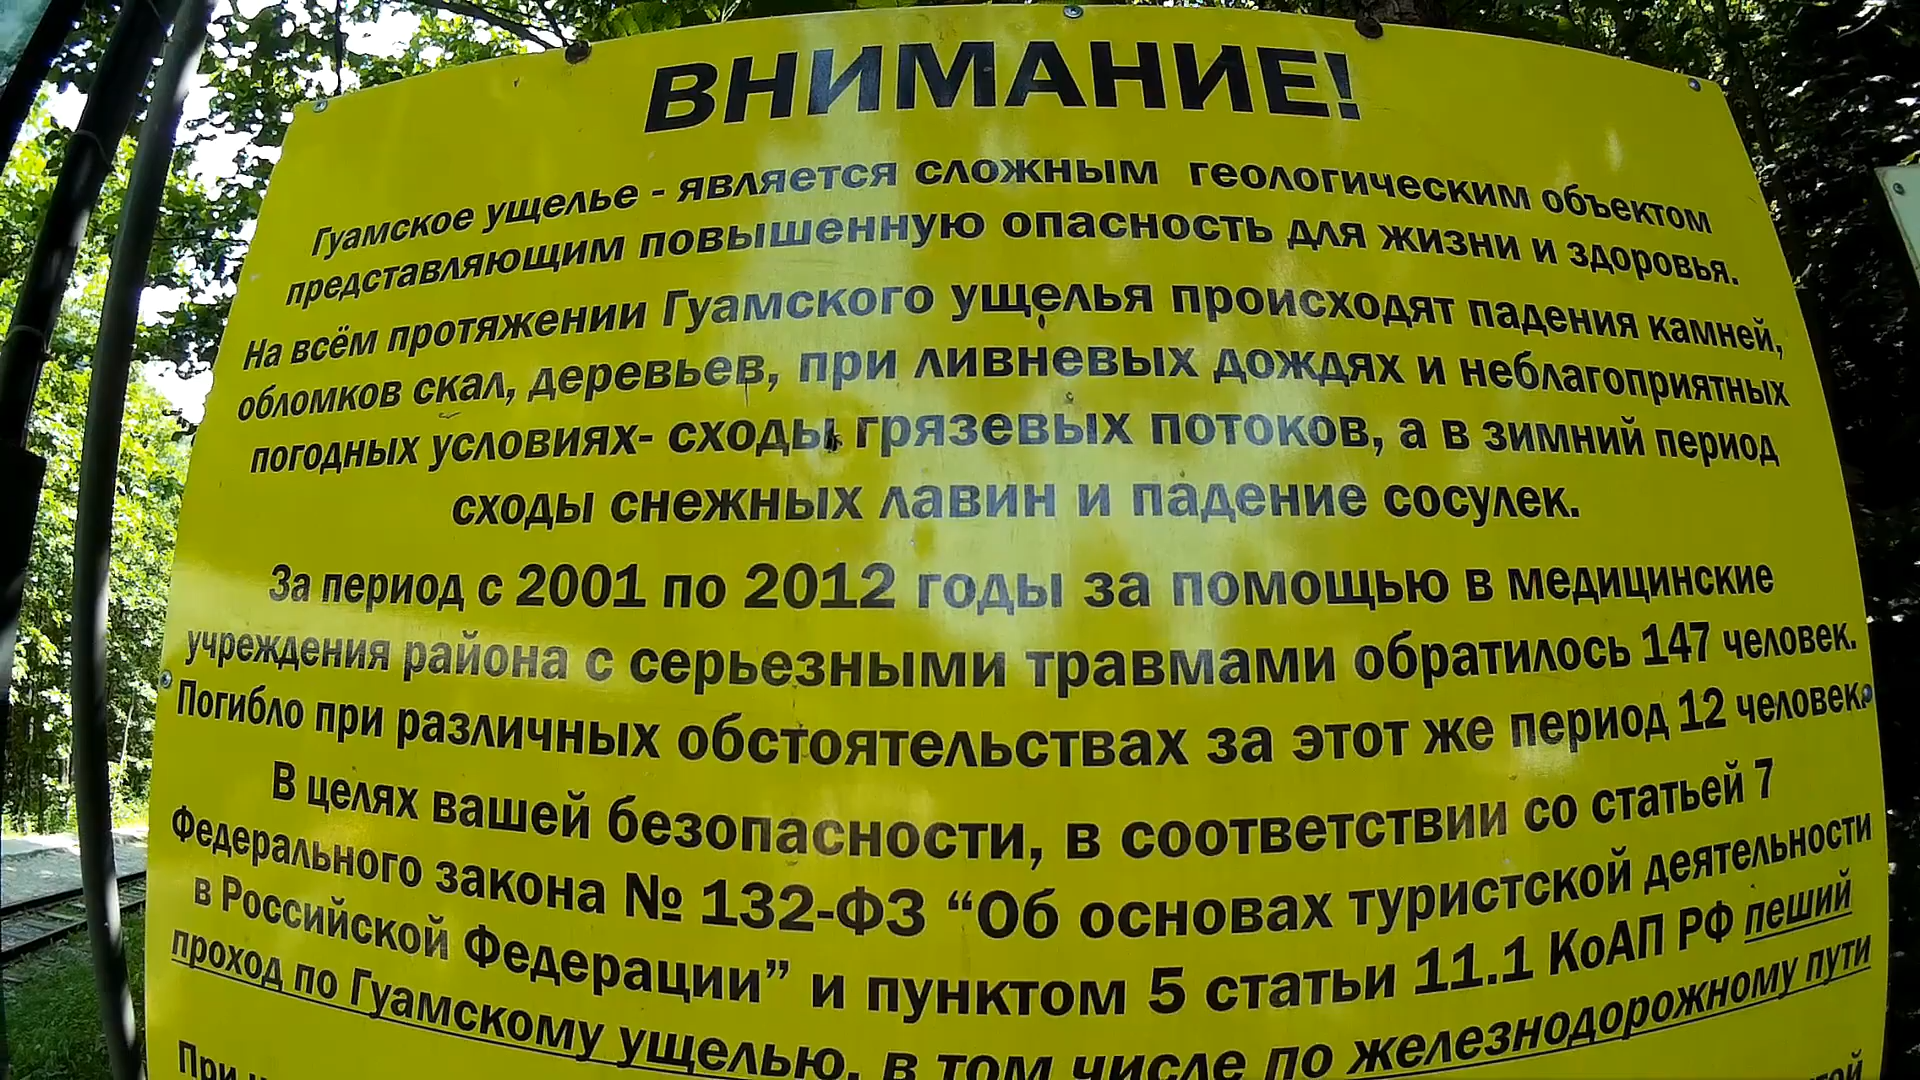 ВНИМАНИЕ!
Гуамское ущелье - является сложным геологическим объектом
представляющим повышенную опасность для жизни и здоровья.
На всём протяжении Гуамского ущелья происходят падения камней,
обломков скал, деревьев, при ливневых дождях и неблагоприятных
погодных условиях- сходы грязевых потоков, а в зимний период
сходы снежных лавин и падение сосулек.
За период с 2001 по 2012 годы за помощью в медицинские
учреждения района с серьезными травмами обратилось 147 человек.
Погибло при различных обстоятельствах за этот же период 12 человек.
В целях вашей безопасности, в соответствии со статьей 7
Федерального закона № 132-ФЗ “Об основах туристской деятельности
в Российской Федерации” и пунктом 5 статьи 11.1 КоАП РФ пеший
проход по Гуамскому ущелью, в том числе по железнодорожному пути
При